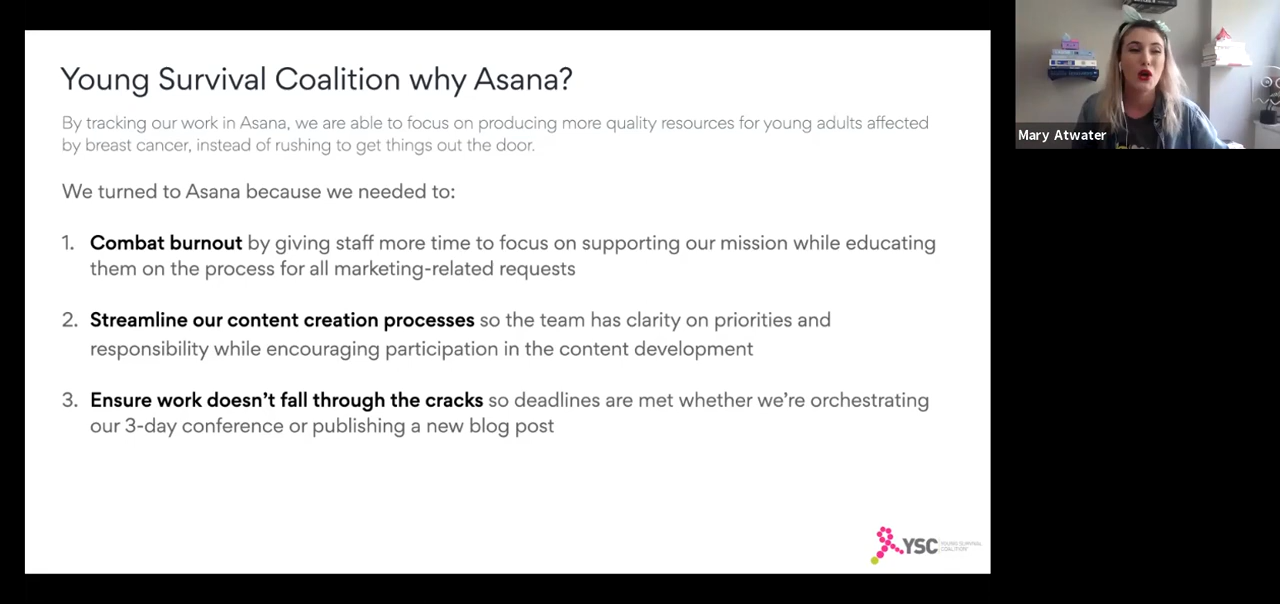 Young Survival Coalition why Asana?
By tracking our work in Asana, we are able to focus on producing more quality resources for young adults affected
by breast cancer, instead of rushing to get things out the door.
We turned to Asana because we needed to:
1. Combat burnout by giving staff more time to focus on supporting our mission while educating
them on the process for all marketing-related requests
2. Streamline our content creation processes so the team has clarity on priorities and
responsibility while encouraging participation in the content development
3. Ensure work doesn’t fall through the cracks so deadlines are met whether we’re orchestrating
our 3-day conference or publishing a new blog post
YSC
YOUNG SURVIVAL
COALITION
Mary Atwater